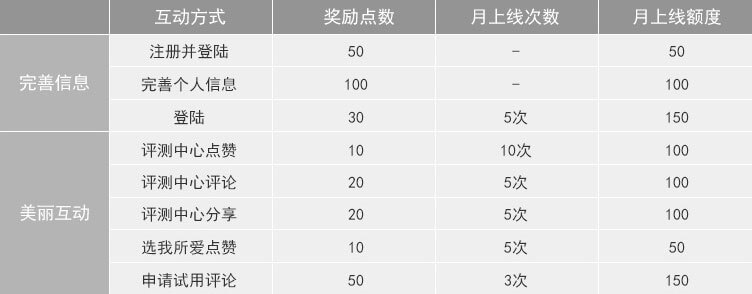 互动方式 奖励点数 月上线次数 月上线额度
完善信息
注册并登陆 50 - 50
完善个人信息 100 - 100
登陆 30 5次 150
美丽互动
评测中心点赞 10 10次 100
评测中心评论 20 5次 100
评测中心分享 20 5次 100
选我所爱点赞 10 5次 50
申请试用评论 50 3次 150